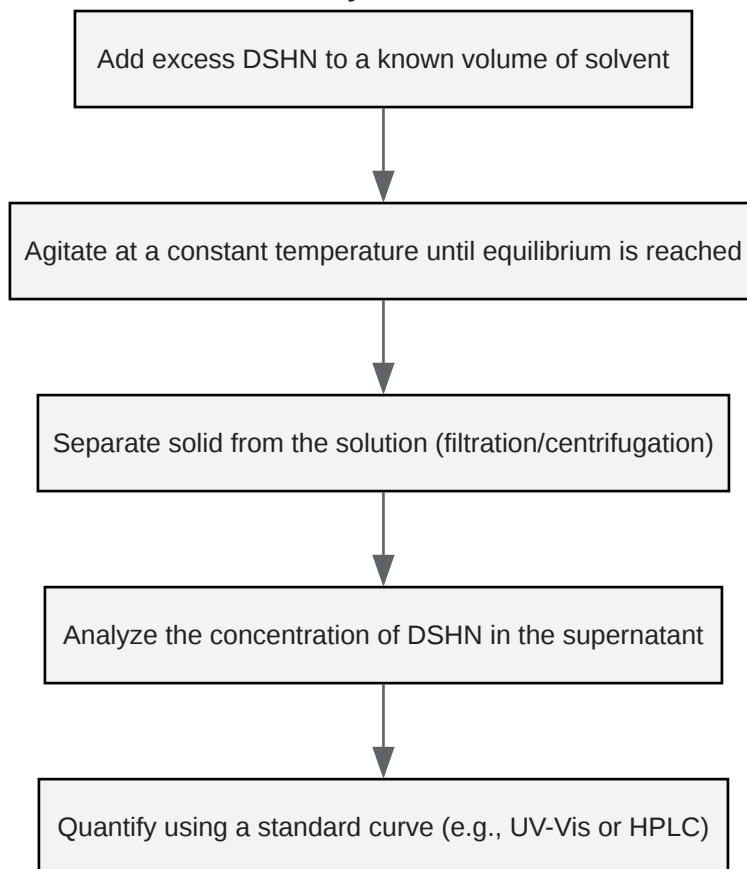 Add excess DSHN to a known volume of solvent
Agitate at a constant temperature until equilibrium is reached
Separate solid from the solution (filtration/centrifugation)
Analyze the concentration of DSHN in the supernatant
Quantify using a standard curve (e.g., UV-Vis or HPLC)